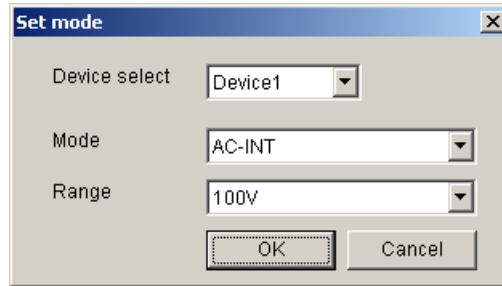 Set mode
Device select
Device1
Mode
AC-INT
Range
100V
OK
Cancel